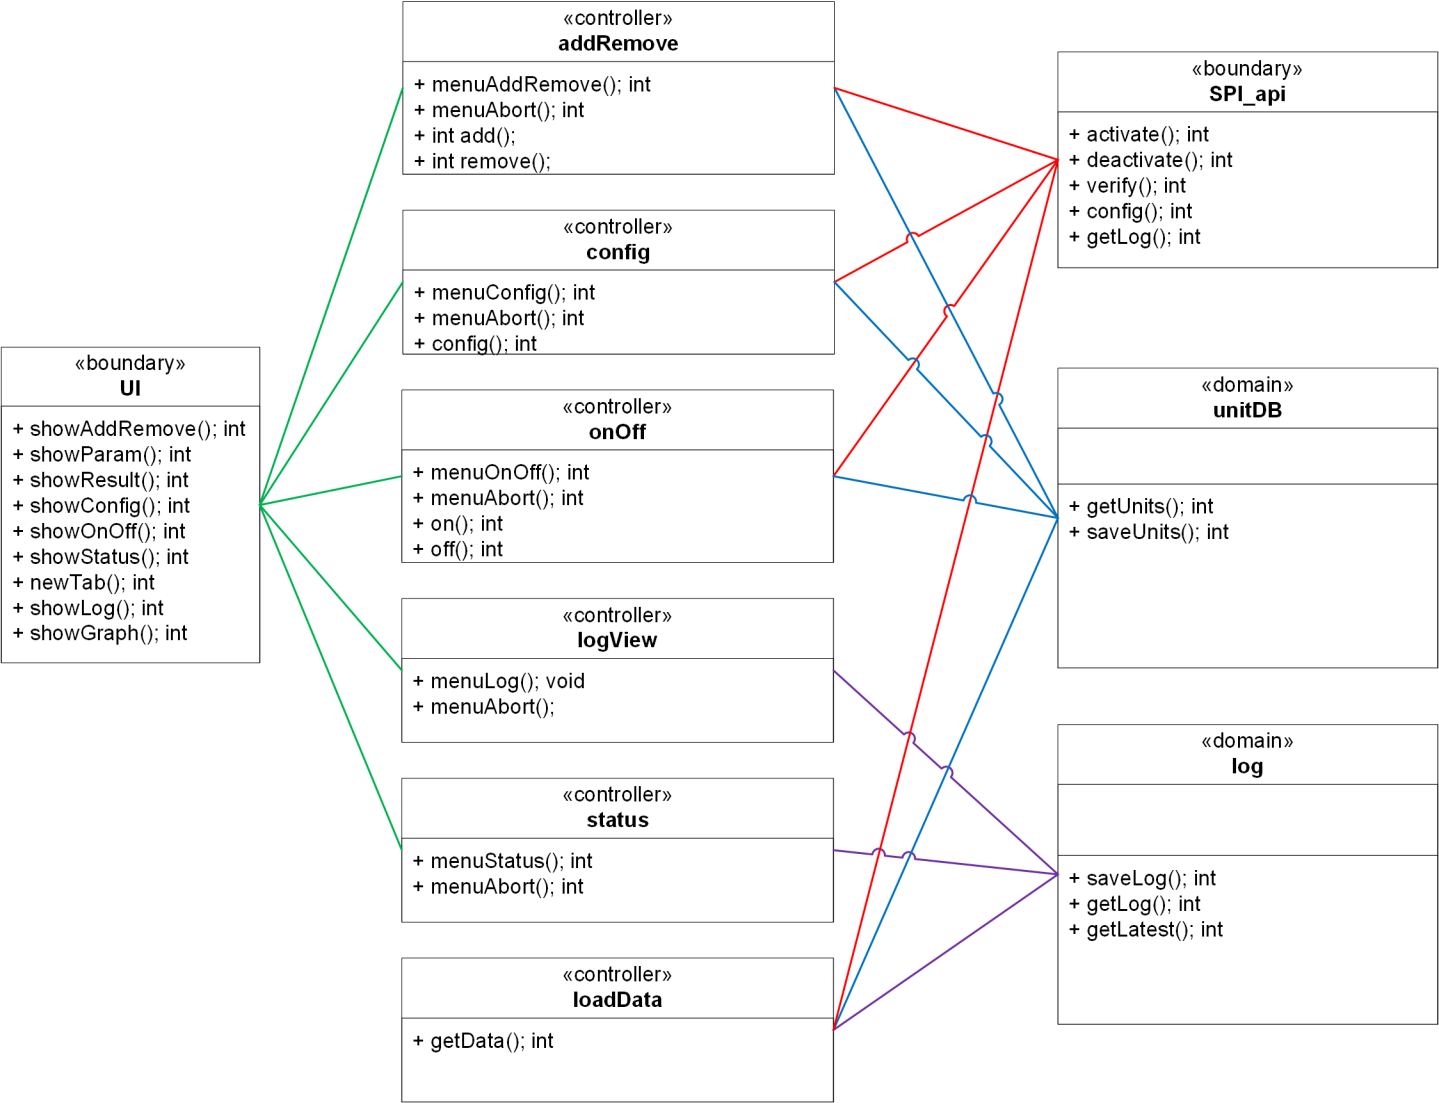 «controller»
addRemove
+ menuAddRemove(); int
+ menuAbort(); int
+ int add();
+ int remove();
«controller»
config
+ menuConfig(); int
+ menuAbort(); int
+ config(); int
«boundary»
UI
+ showAddRemove(); int
+ showParam(); int
+ showResult(); int
+ showConfig(); int
+ showOnOff(); int
+ showStatus(); int
+ newTab(); int
+ showLog(); int
+ showGraph(); int
«controller»
onOff
+ menuOnOff(); int
+ menuAbort(); int
+ on(); int
+ off(); int
«controller»
logView
+ menuLog(); void
+ menuAbort();
«controller»
status
+ menuStatus(); int
+ menuAbort(); int
«controller»
loadData
+ getData(); int
«boundary»
SPI_api
+ activate(); int
+ deactivate(); int
+ verify(); int
+ config(); int
+ getLog(); int
«domain»
unitDB
+ getUnits(); int
+ saveUnits(); int
«domain»
log
+ saveLog(); int
+ getLog(); int
+ getLatest(); int